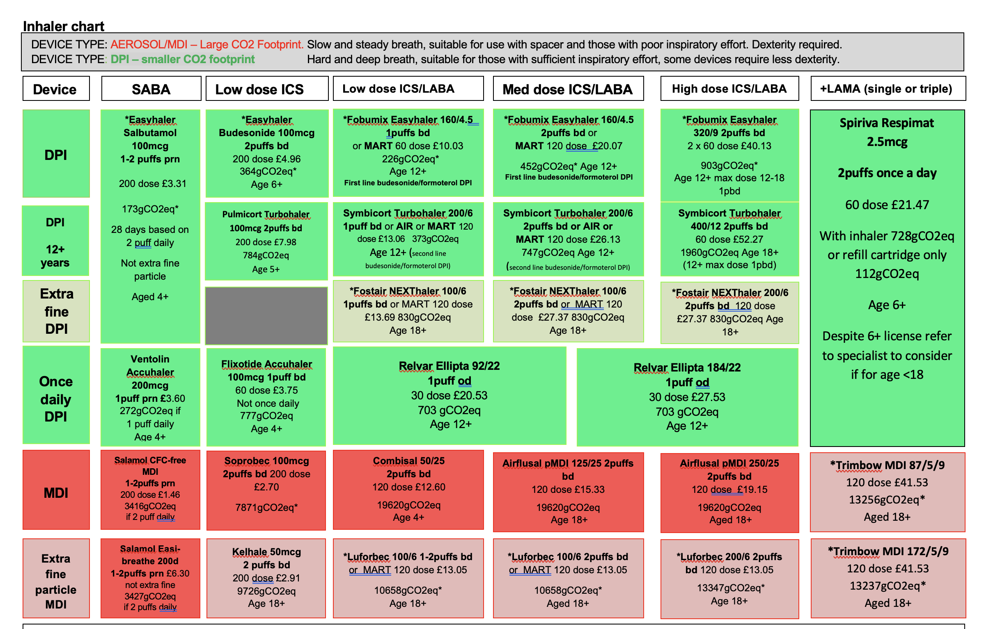 Inhaler chart
DEVICE TYPE: AEROSOL/MDI – Large CO2 Footprint. Slow and steady breath, suitable for use with spacer and those with poor inspiratory effort. Dexterity required.
DEVICE TYPE: DPI – smaller CO2 footprint Hard and deep breath, suitable for those with sufficient inspiratory effort, some devices require less dexterity.
Device
SABA
Low dose ICS
Low dose ICS/LABA
Med dose ICS/LABA
High dose ICS/LABA
+LAMA (single or triple)
DPI
*Easyhaler
Salbutamol
100mcg
1-2 puffs prn
200 dose £3.31
173gCO2eq*
28 days based on
2 puff daily
Not extra fine
particle
Aged 4+
*Easyhaler
Budesonide 100mcg
2puffs bd
200 dose £4.96
364gCO2eq*
Age 6+
*Fobumix Easyhaler 160/4.5
1puffs bd
or MART 60 dose £10.03
226gCO2eq*
Age 12+
First line budesonide/formoterol DPI
*Fobumix Easyhaler 160/4.5
2puffs bd or
MART 120 dose £20.07
452gCO2eq* Age 12+
First line budesonide/formoterol DPI
*Fobumix Easyhaler
320/9 2puffs bd
2 x 60 dose £40.13
903gCO2eq*
Age 12+ max dose 12-18
1pbd
Spiriva Respimat
2.5mcg
2puffs once a day
60 dose £21.47
With inhaler 728gCO2eq
or refill cartridge only
112gCO2eq
Age 6+
Despite 6+ license refer
to specialist to consider
if for age <18
DPI
12+
years
Pulmicort Turbohaler
100mcg 2puffs bd
200 dose £7.98
784gCO2eq
Age 5+
Symbicort Turbohaler 200/6
1puff bd or AIR or MART 120
dose £13.06 373gCO2eq
Age 12+ (second line
budesonide/formoterol DPI)
Symbicort Turbohaler 200/6
2puffs bd or AIR or
MART 120 dose £26.13
747gCO2eq Age 12+
(second line budesonide/formoterol DPI)
Symbicort Turbohaler
400/12 2puffs bd
60 dose £52.27
1960gCO2eq Age 18+
(12+ max dose 1pbd)
Extra
fine
DPI
*Fostair NEXThaler 100/6
1puffs bd or MART 120 dose
£13.69 830gCO2eq
Age 18+
*Fostair NEXThaler 100/6
2puffs bd or MART 120
dose £27.37 830gCO2eq
Age 18+
*Fostair NEXThaler 200/6
2puffs bd 120 dose
£27.37 830gCO2eq Age
18+
Once
daily
DPI
Ventolin
Accuhaler
200mcg
1puff prn £3.60
272gCO2eq if
1 puff daily
Age 4+
Flixotide Accuhaler
100mcg 1puff bd
60 dose £3.75
Not once daily
777gCO2eq
Age 4+
Relvar Ellipta 92/22
1puff od
30 dose £20.53
703 gCO2eq
Age 12+
Relvar Ellipta 184/22
1puff od
30 dose £27.53
703 gCO2eq
Age 12+
MDI
Salamol CFC-free
MDI
1-2puffs prn
200 dose £1.46
3416gCO2eq
if 2 puff daily
Soprobec 100mcg
2puffs bd 200 dose
£2.70
7871gCO2eq*
Combisal 50/25
2puffs bd
120 dose £12.60
19620gCO2eq
Age 4+
Airflusal pMDI 125/25 2puffs
bd
120 dose £15.33
19620gCO2eq
Age 18+
Airflusal pMDI 250/25
2puffs bd
120 dose £19.15
19620gCO2eq
Aged 18+
*Trimbow MDI 87/5/9
120 dose £41.53
13256gCO2eq*
Aged 18+
Extra
fine
particle
MDI
Salamol Easi-
breathe 200d
1-2puffs prn £6.30
not extra fine
3427gCO2eq
if 2 puffs daily
Kelhale 50mcg
2 puffs bd
200 dose £2.91
9726gCO2eq
Age 18+
*Luforbec 100/6 1-2puffs bd
or MART 120 dose £13.05
10658gCO2eq*
Age 18+
*Luforbec 100/6 2puffs bd
or MART 120 dose £13.05
10658gCO2eq*
Aged 18+
*Luforbec 200/6 2puffs
bd 120 dose £13.05
13347gCO2eq*
Age 18+
*Trimbow MDI 172/5/9
120 dose £41.53
13237gCO2eq*
Aged 18+